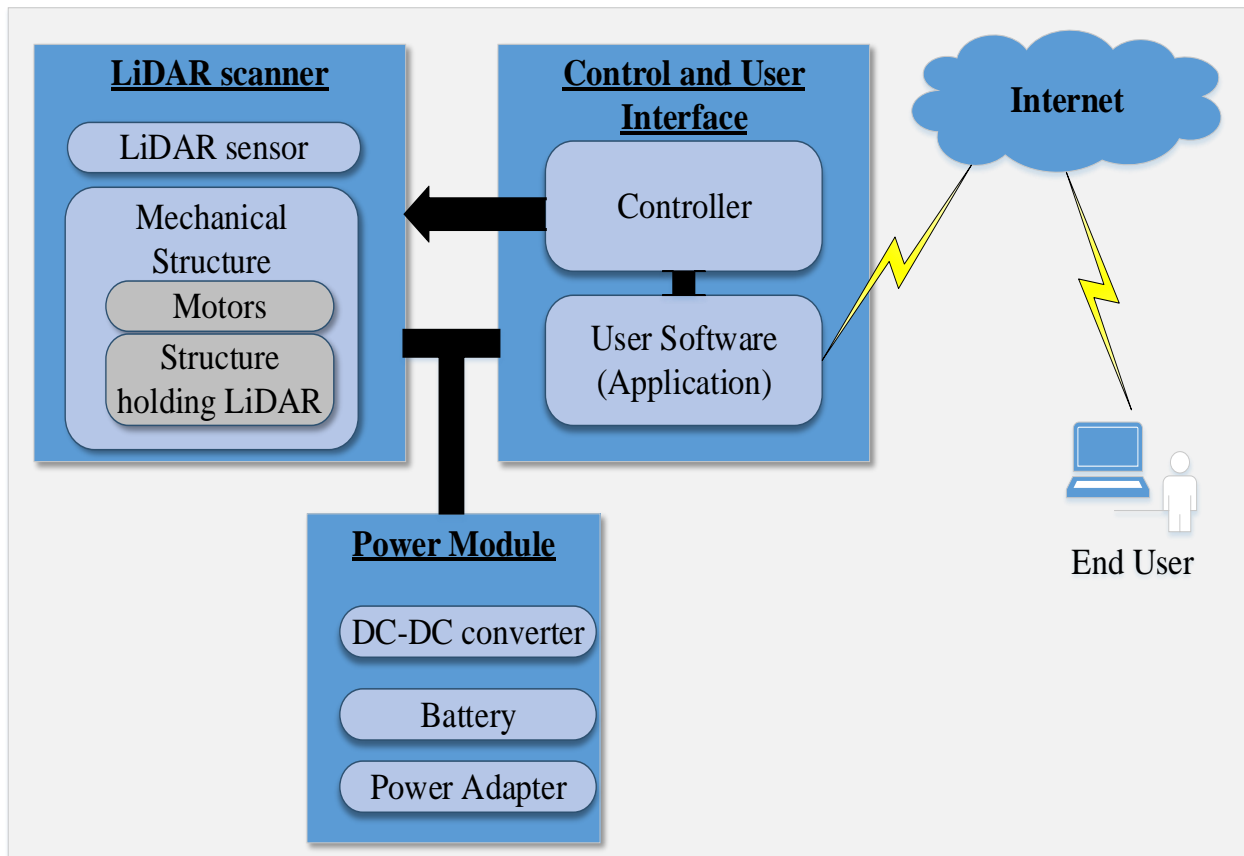 LiDAR scanner
LiDAR sensor
Mechanical
Structure
Motors
Structure
holding LiDAR
Control and User
Interface
Controller
User Software
(Application)
Internet
End User
Power Module
DC-DC converter
Battery
Power Adapter